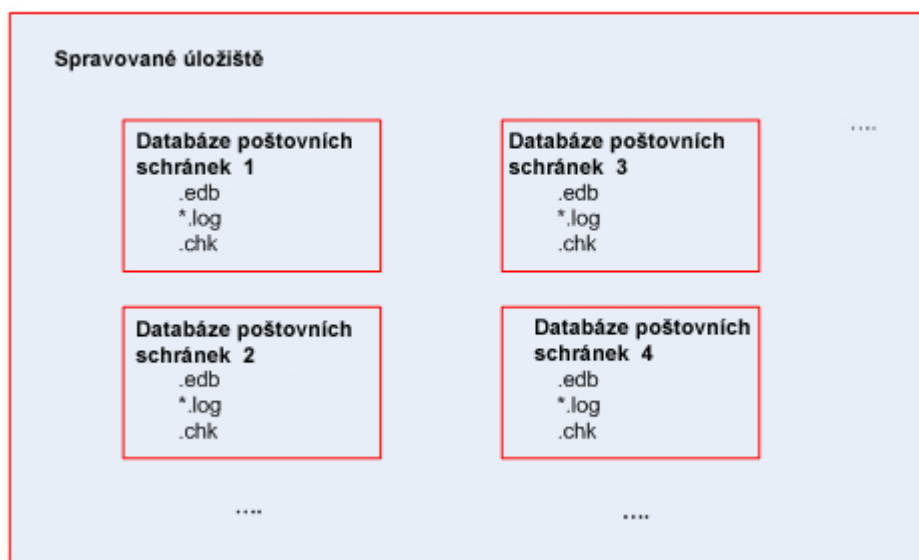 Spravované úložiště
Databáze poštovních
schránek 1
.edb
*.log
.chk
Databáze poštovních
schránek 3
.edb
*.log
.chk
....
Databáze poštovních
schránek 2
.edb
*.log
.chk
Databáze poštovních
schránek 4
.edb
*.log
.chk
....
....